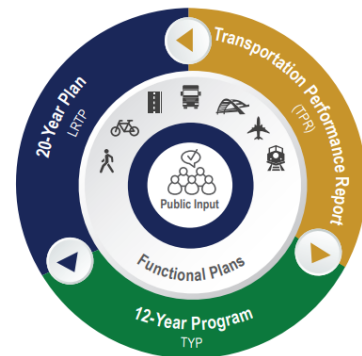 20-Year Plan
LRTP
Transportation Performance Report
(TPR)
Public Input
Functional Plans
12-Year Program
TYP